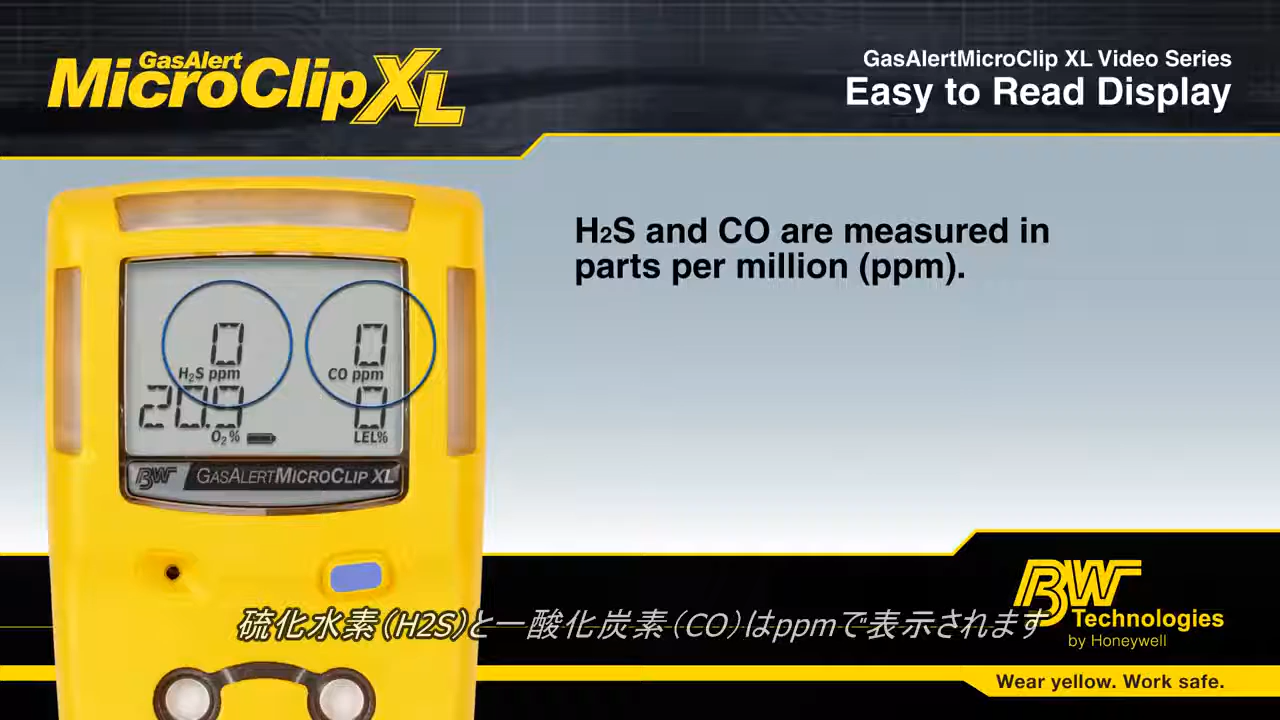 GasAlert
MicroClip XL
GasAlertMicroClip XL Video Series
Easy to Read Display
H2S and CO are measured in
parts per million (ppm).
0 0
H2S ppm CO ppm
20.9 0
O2% LEL%
BW GASALERTMICROCLIP XL
BW
Technologies
by Honeywell
硫化水素（H2S）と一酸化炭素（CO）はppmで表示されます
Wear yellow. Work safe.